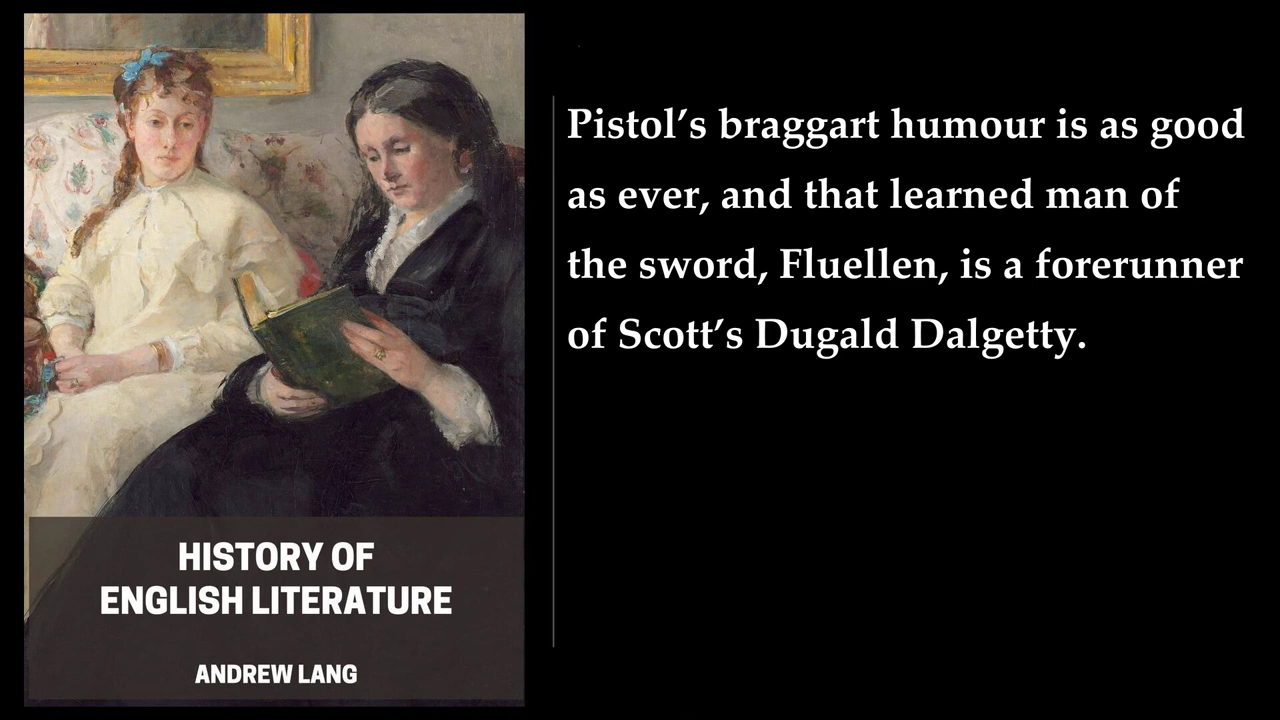 Pistol’s braggart humour is as good
as ever, and that learned man of
the sword, Fluellen, is a forerunner
of Scott’s Dugald Dalgetty.
HISTORY OF
ENGLISH LITERATURE
ANDREW LANG